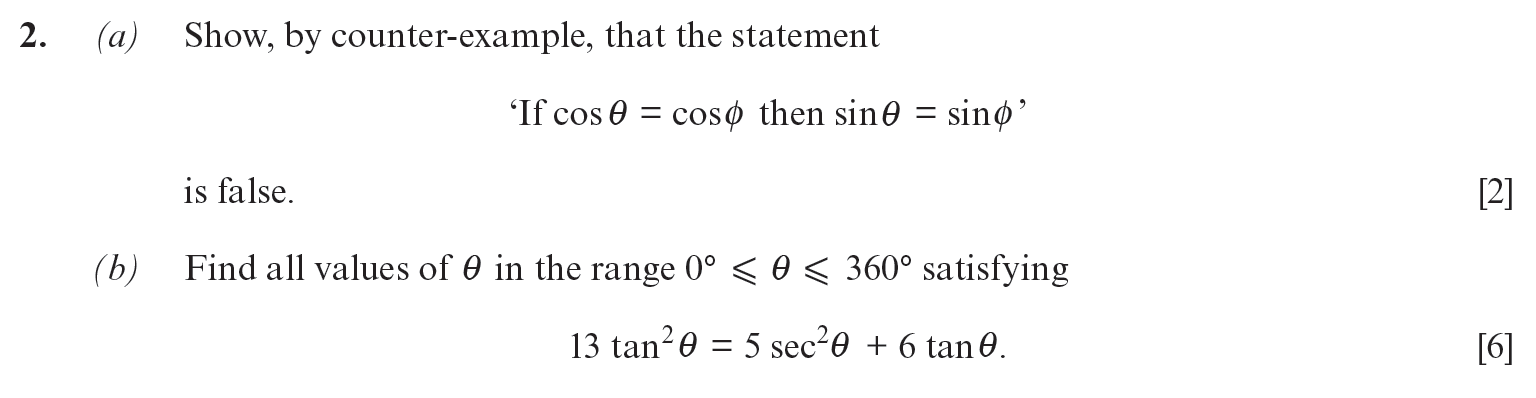 2. (a) Show, by counter-example, that the statement
‘If cos θ = cos ϕ then sin θ = sin ϕ’
is false. [2]
(b) Find all values of θ in the range 0° ⩽ θ ⩽ 360° satisfying
13 tan²θ = 5 sec²θ + 6 tan θ. [6]